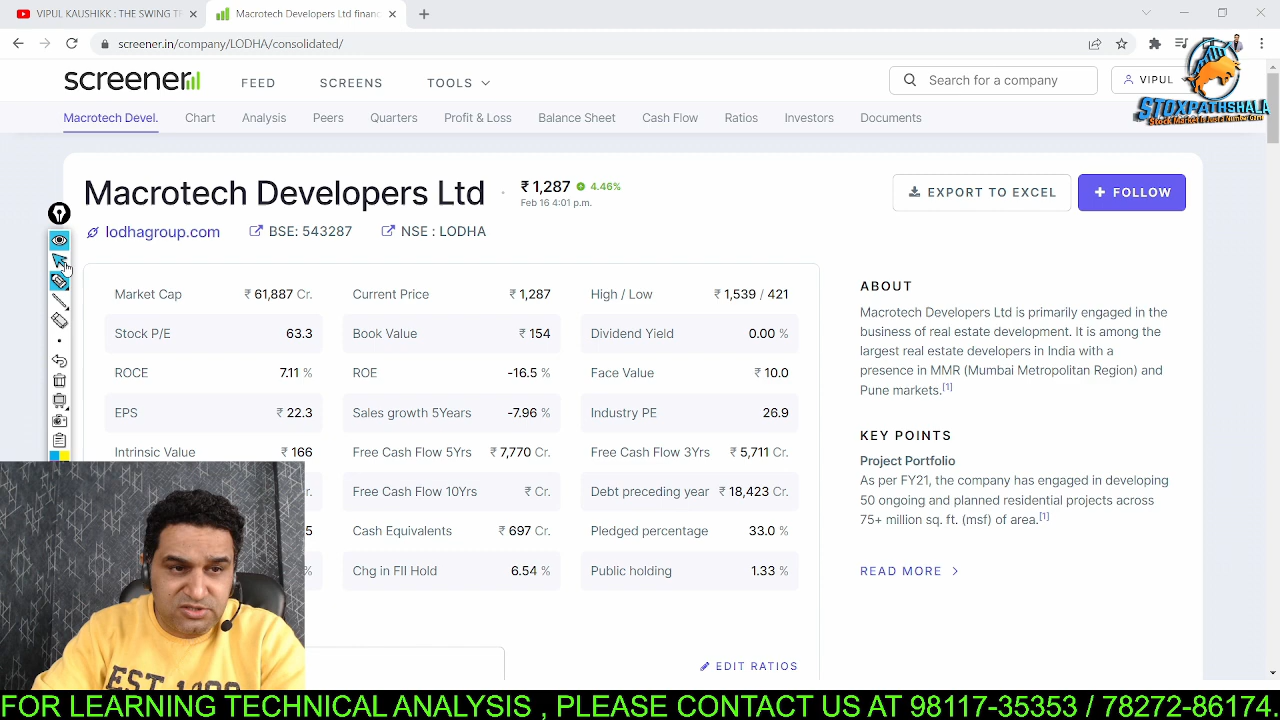 VIPUL KAUSHIKK : THE SWING TF
Macrotech Developers Ltd financ
screener.in/company/LODHA/consolidated/
screener
FEED
SCREENS
TOOLS
Search for a company
VIPUL
STOXPATHSHALA
Stock Market is Just a Number Game
Macrotech Devel.
Chart
Analysis
Peers
Quarters
Profit & L
Balance Sheet
Cash Flow
Ratios
Investors
Documents
Macrotech Developers Ltd
₹ 1,287 4.46%
Feb 16 4:01 p.m.
EXPORT TO EXCEL
+ FOLLOW
lodhagroup.com
BSE: 543287
NSE : LODHA
Market Cap ₹ 61,887 Cr.
Current Price ₹ 1,287
High / Low ₹ 1,539 / 421
Stock P/E 63.3
Book Value ₹ 154
Dividend Yield 0.00 %
ROCE 7.11 %
ROE -16.5 %
Face Value ₹ 10.0
EPS ₹ 22.3
Sales growth 5Years -7.96 %
Industry PE 26.9
Intrinsic Value ₹ 166
Free Cash Flow 5Yrs ₹ 7,770 Cr.
Free Cash Flow 3Yrs ₹ 5,711 Cr.
r.
Free Cash Flow 10Yrs ₹ Cr.
Debt preceding year ₹ 18,423 Cr.
5
Cash Equivalents ₹ 697 Cr.
Pledged percentage 33.0 %
%
Chg in FII Hold 6.54 %
Public holding 1.33 %
EDIT RATIOS
ABOUT
Macrotech Developers Ltd is primarily engaged in the
business of real estate development. It is among the
largest real estate developers in India with a
presence in MMR (Mumbai Metropolitan Region) and
Pune markets.[1]
KEY POINTS
Project Portfolio
As per FY21, the company has engaged in developing
50 ongoing and planned residential projects across
75+ million sq. ft. (msf) of area.[1]
READ MORE
FOR LEARNING TECHNICAL ANALYSIS , PLEASE CONTACT US AT 98117-35353 / 78272-86174.